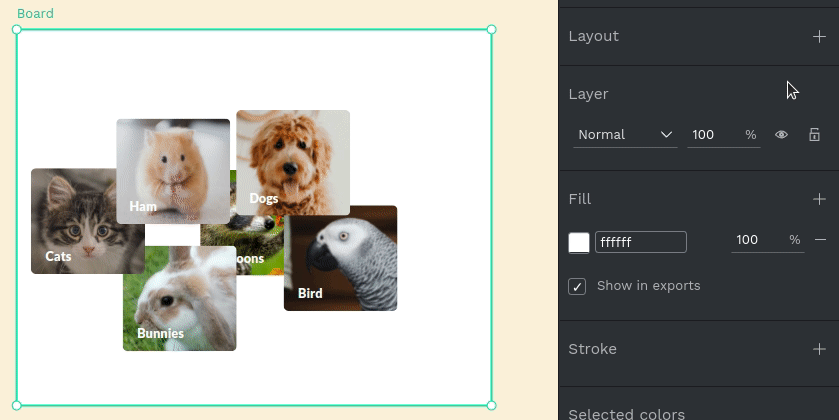 Board
Ham
Dogs
Cats
oons
Bird
Bunnies
Layout
Layer
Normal
100 %
Fill
ffffff
100 %
Show in exports
Stroke
Selected colors